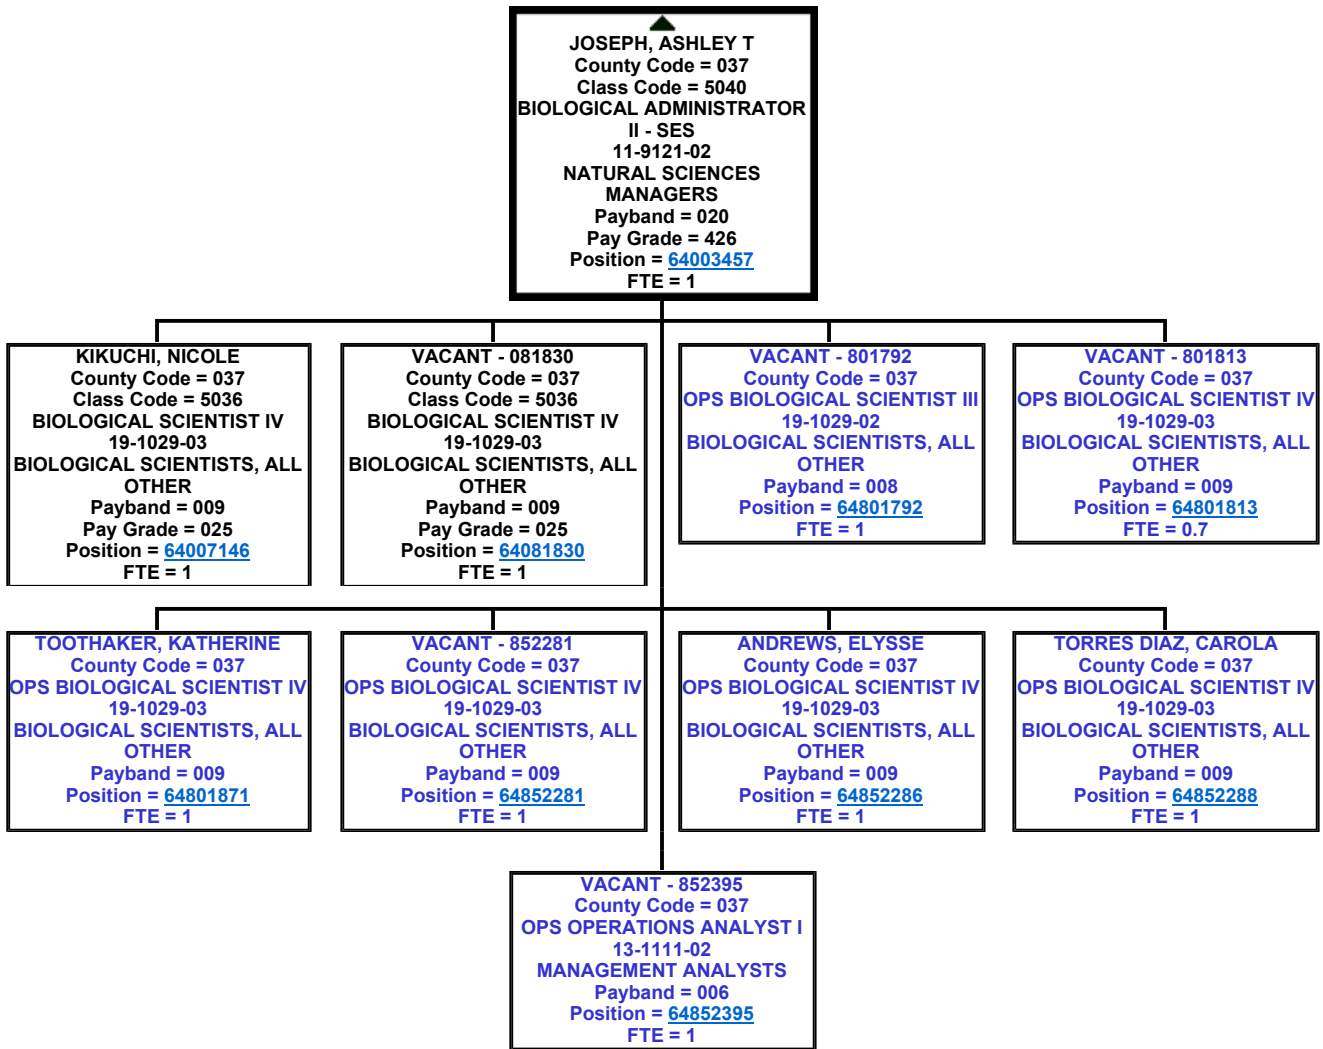 JOSEPH, ASHLEY T
County Code = 037
Class Code = 5040
BIOLOGICAL ADMINISTRATOR
II - SES
11-9121-02
NATURAL SCIENCES
MANAGERS
Payband = 020
Pay Grade = 426
Position = 64003457
FTE = 1
KIKUCHI, NICOLE
County Code = 037
Class Code = 5036
BIOLOGICAL SCIENTIST IV
19-1029-03
BIOLOGICAL SCIENTISTS, ALL
OTHER
Payband = 009
Pay Grade = 025
Position = 64007146
FTE = 1
VACANT - 081830
County Code = 037
Class Code = 5036
BIOLOGICAL SCIENTIST IV
19-1029-03
BIOLOGICAL SCIENTISTS, ALL
OTHER
Payband = 009
Pay Grade = 025
Position = 64081830
FTE = 1
VACANT - 801792
County Code = 037
OPS BIOLOGICAL SCIENTIST III
19-1029-02
BIOLOGICAL SCIENTISTS, ALL
OTHER
Payband = 008
Position = 64801792
FTE = 1
VACANT - 801813
County Code = 037
OPS BIOLOGICAL SCIENTIST IV
19-1029-03
BIOLOGICAL SCIENTISTS, ALL
OTHER
Payband = 009
Position = 64801813
FTE = 0.7
TOOTHAKER, KATHERINE
County Code = 037
OPS BIOLOGICAL SCIENTIST IV
19-1029-03
BIOLOGICAL SCIENTISTS, ALL
OTHER
Payband = 009
Position = 64801871
FTE = 1
VACANT - 852281
County Code = 037
OPS BIOLOGICAL SCIENTIST IV
19-1029-03
BIOLOGICAL SCIENTISTS, ALL
OTHER
Payband = 009
Position = 64852281
FTE = 1
ANDREWS, ELYSSE
County Code = 037
OPS BIOLOGICAL SCIENTIST IV
19-1029-03
BIOLOGICAL SCIENTISTS, ALL
OTHER
Payband = 009
Position = 64852286
FTE = 1
TORRES DIAZ, CAROLA
County Code = 037
OPS BIOLOGICAL SCIENTIST IV
19-1029-03
BIOLOGICAL SCIENTISTS, ALL
OTHER
Payband = 009
Position = 64852288
FTE = 1
VACANT - 852395
County Code = 037
OPS OPERATIONS ANALYST I
13-1111-02
MANAGEMENT ANALYSTS
Payband = 006
Position = 64852395
FTE = 1